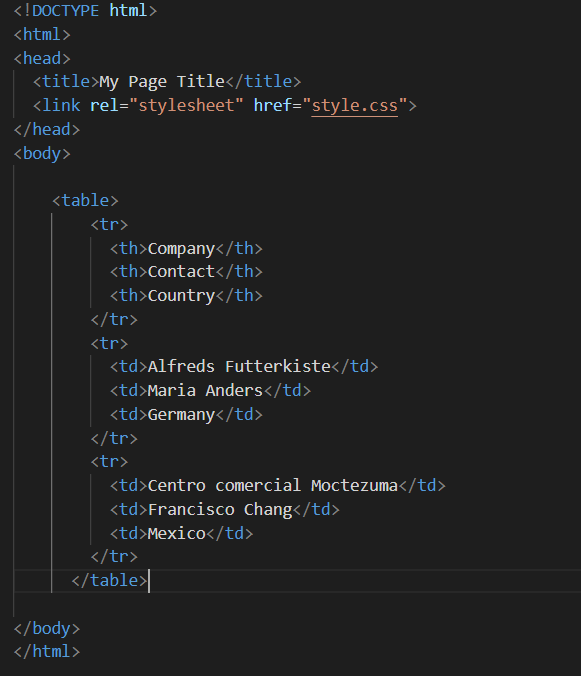 <!DOCTYPE html>
<html>
<head>
  <title>My Page Title</title>
  <link rel="stylesheet" href="style.css">
</head>
<body>

    <table>
        <tr>
          <th>Company</th>
          <th>Contact</th>
          <th>Country</th>
        </tr>
        <tr>
          <td>Alfreds Futterkiste</td>
          <td>Maria Anders</td>
          <td>Germany</td>
        </tr>
        <tr>
          <td>Centro comercial Moctezuma</td>
          <td>Francisco Chang</td>
          <td>Mexico</td>
        </tr>
      </table>

</body>
</html>